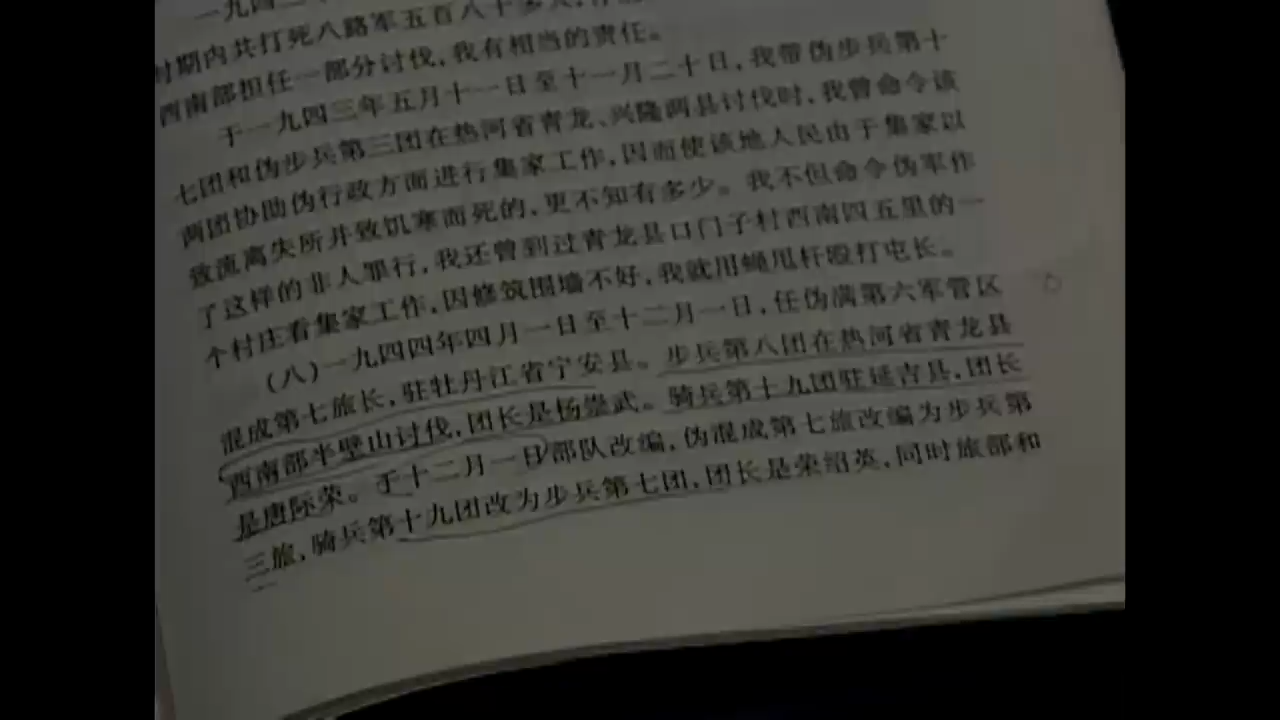 一九四二
时期内共打死八路军五百八十多人,
西南部担任一部分讨伐,我有相当的责任。
于一九四三年五月十一日至十一月二十日,我带伪步兵第十
七团和伪步兵第三团在热河省青龙、兴隆两县讨伐时,我曾命令该
两团协助伪行政方面进行集家工作,因而使该地人民由于集家以
致流离失所并致饥寒而死的,更不知有多少。我不但命令伪军作
了这样的非人罪行,我还曾到过青龙县口门子村西南四五里的一
个村庄看集家工作,因修筑围墙不好,我就用蝇甩杆殴打屯长。
(八)一九四四年四月一日至十二月一日,任伪满第六军管区
混成第七旅长,驻牡丹江省宁安县。步兵第八团在热河省青龙县
西南部半壁山讨伐,团长是杨崇武。骑兵第十九团驻延吉县,团长
是唐际荣。于十二月一日部队改编,伪混成第七旅改编为步兵第
三旅,骑兵第十九团改为步兵第七团,团长是荣绍英,同时旅部和